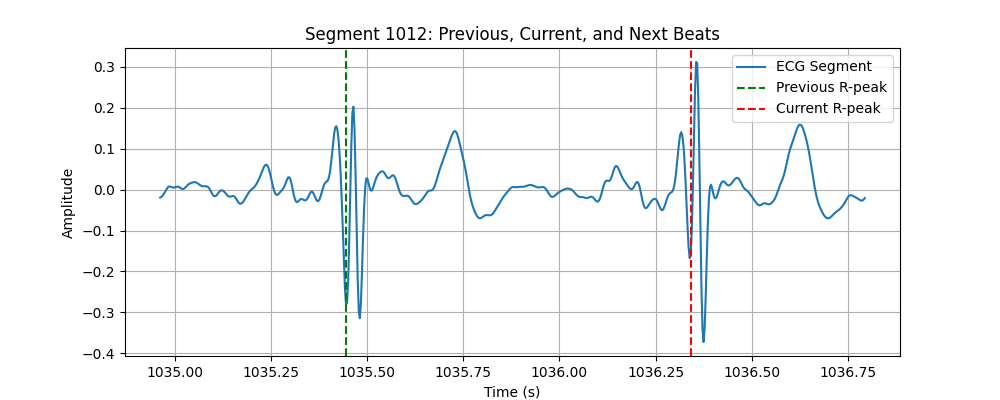 Segment 1012: Previous, Current, and Next Beats
Amplitude
0.3
0.2
0.1
0.0
−0.1
−0.2
−0.3
−0.4
ECG Segment
Previous R-peak
Current R-peak
1035.00 1035.25 1035.50 1035.75 1036.00 1036.25 1036.50 1036.75
Time (s)